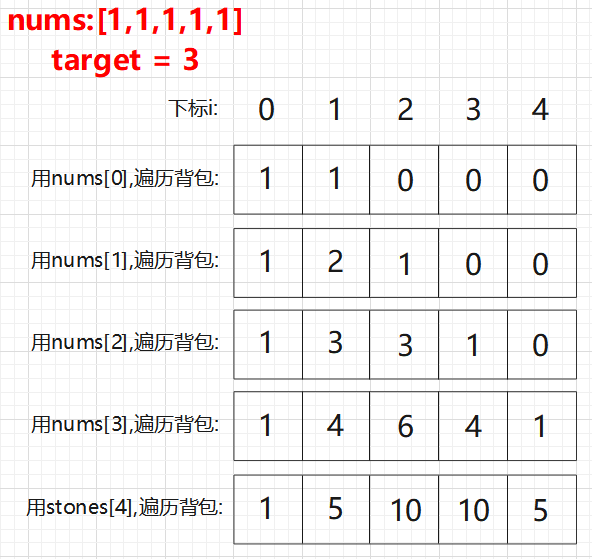 nums:[1,1,1,1,1]
target = 3
下标i: 0 1 2 3 4
用nums[0],遍历背包: 1 1 0 0 0
用nums[1],遍历背包: 1 2 1 0 0
用nums[2],遍历背包: 1 3 3 1 0
用nums[3],遍历背包: 1 4 6 4 1
用stones[4],遍历背包: 1 5 10 10 5